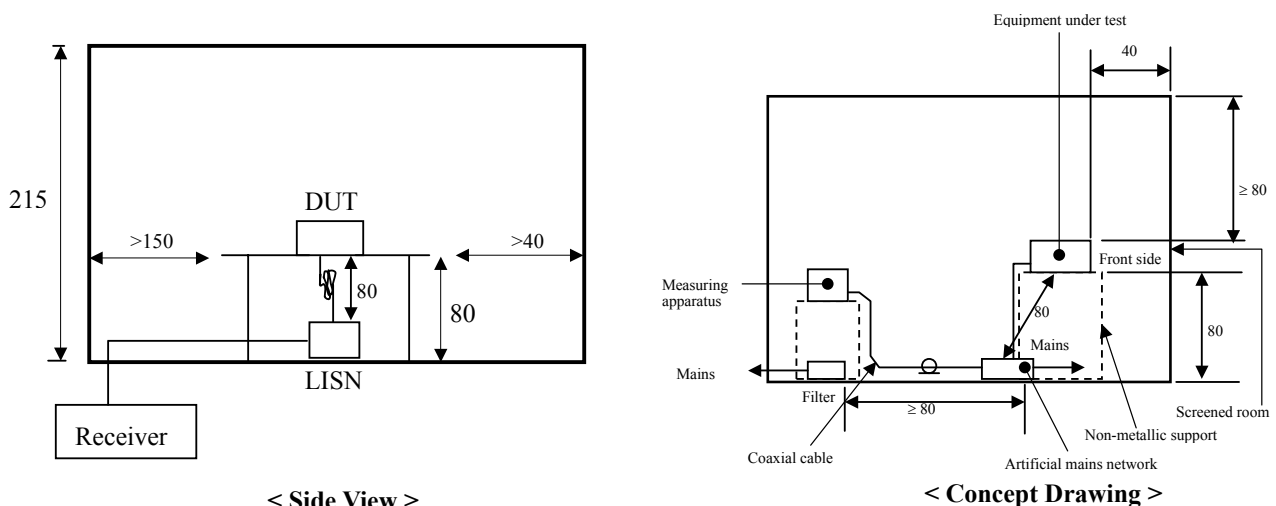 215
DUT
>150
>40
80
80
LISN
Receiver
< Side View >
Equipment under test
40
≥ 80
Front side
Measuring
apparatus
80
80
Mains
Mains
Filter
≥ 80
Screened room
Non-metallic support
Coaxial cable
Artificial mains network
< Concept Drawing >